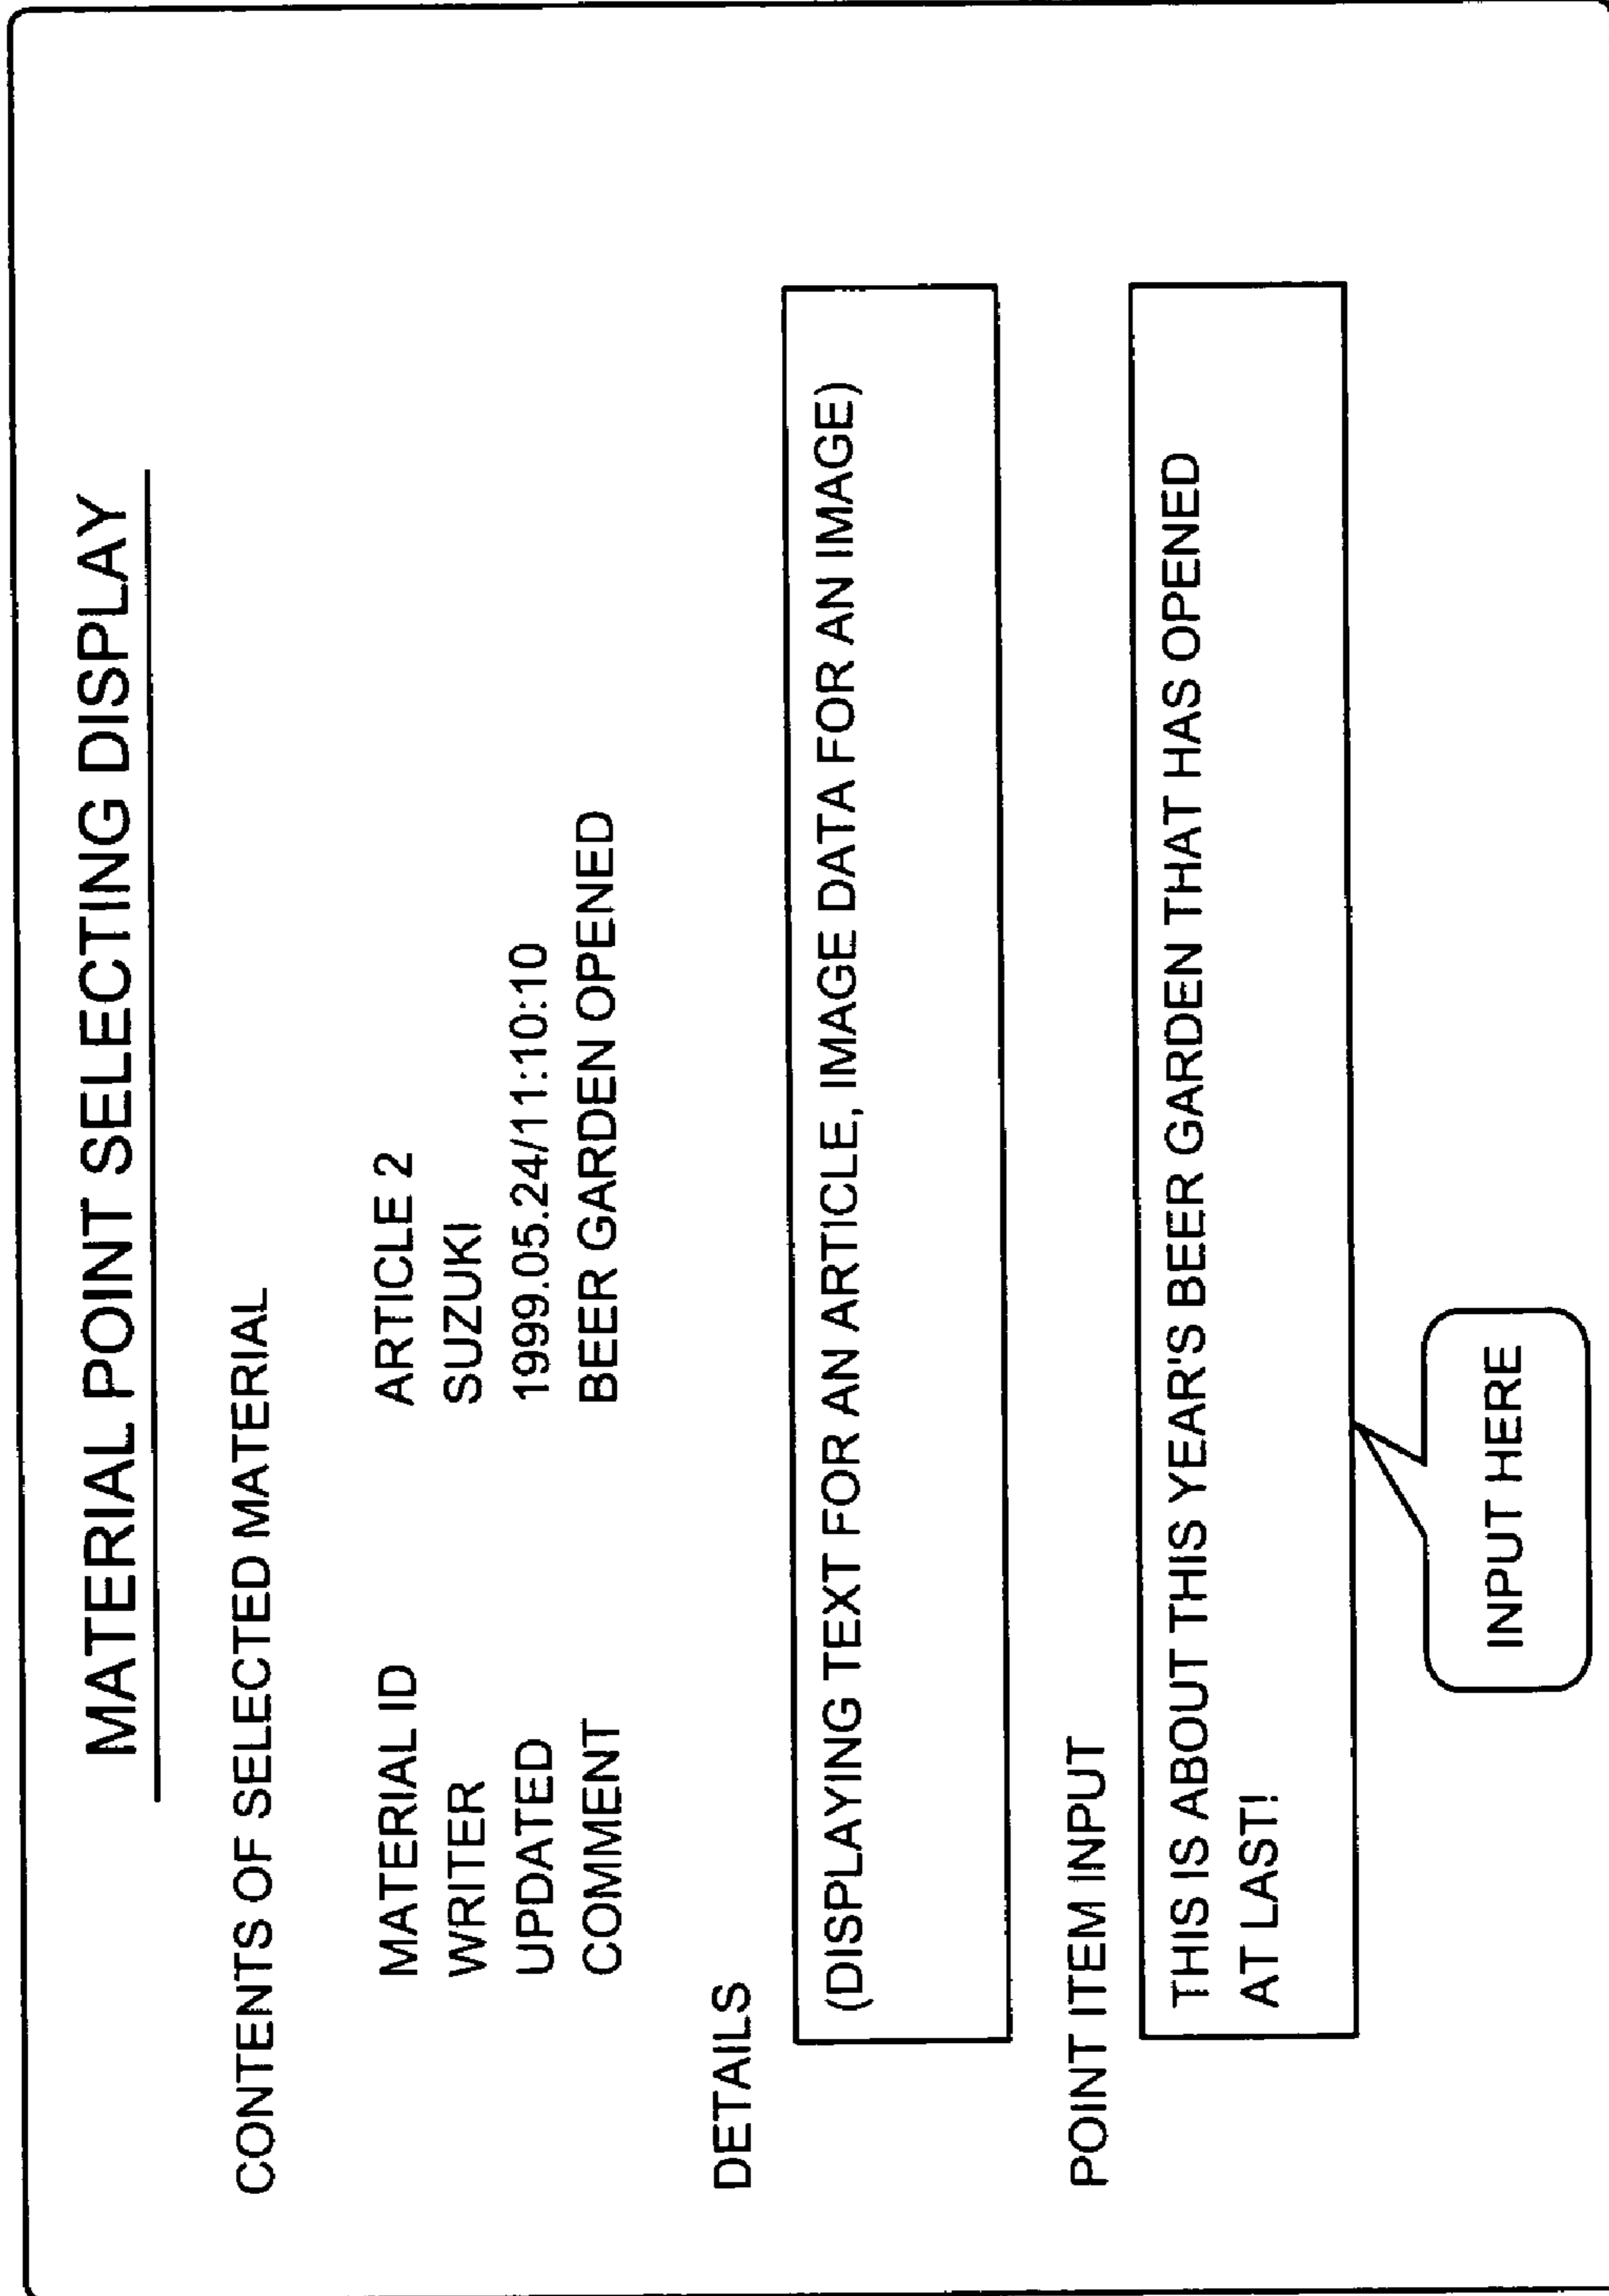 MATERIAL POINT SELECTING DISPLAY
CONTENTS OF SELECTED MATERIAL
MATERIAL ID ARTICLE 2
WRITER SUZUKI
UPDATED 1999.05.24/11:10:10
COMMENT BEER GARDEN OPENED
DETAILS
(DISPLAYING TEXT FOR AN ARTICLE, IMAGE DATA FOR AN IMAGE)
POINT ITEM INPUT
THIS IS ABOUT THIS YEAR'S BEER GARDEN THAT HAS OPENED
AT LAST!
INPUT HERE